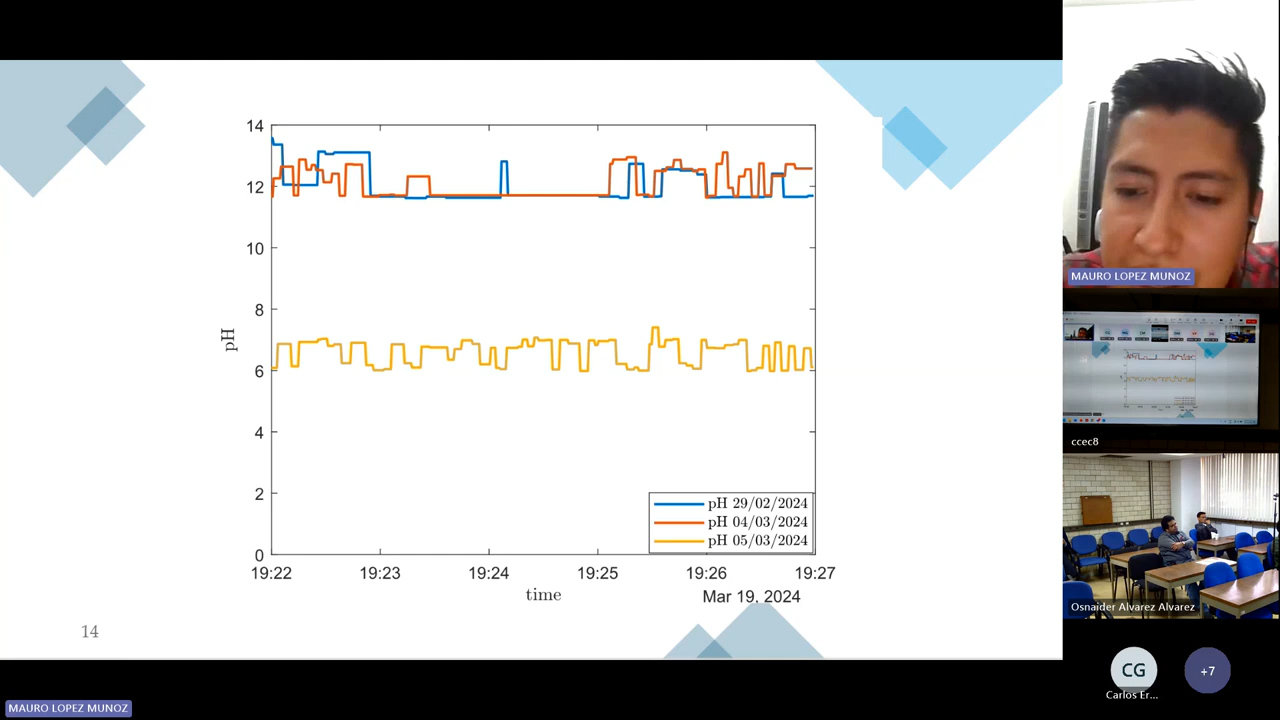 14
12
10
8
6
4
2
0
pH
19:22
19:23
19:24
19:25
19:26
19:27
time
Mar 19, 2024
pH 29/02/2024
pH 04/03/2024
pH 05/03/2024
14
MAURO LOPEZ MUNOZ
MAURO LOPEZ MUNOZ
ccec8
Osnaider Alvarez Alvarez
CG
Carlos Er...
+7